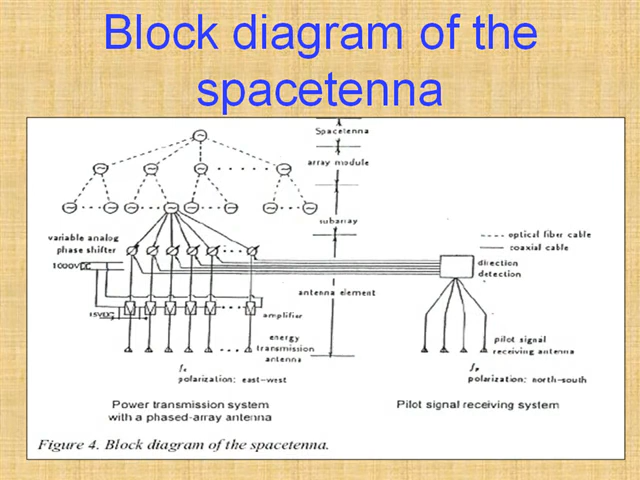 Block diagram of the
spacetenna
Spacetenna
array module
subarray
variable analog
phase shifter
optical fiber cable
coaxial cable
1000VDC
direction
detection
antenna element
15VDC
amplifier
energy
transmission
antenna
pilot signal
receiving antenna
polarization: east-west
polarization: north-south
Power transmission system
with a phased-array antenna
Pilot signal receiving system
Figure 4. Block diagram of the spacetenna.